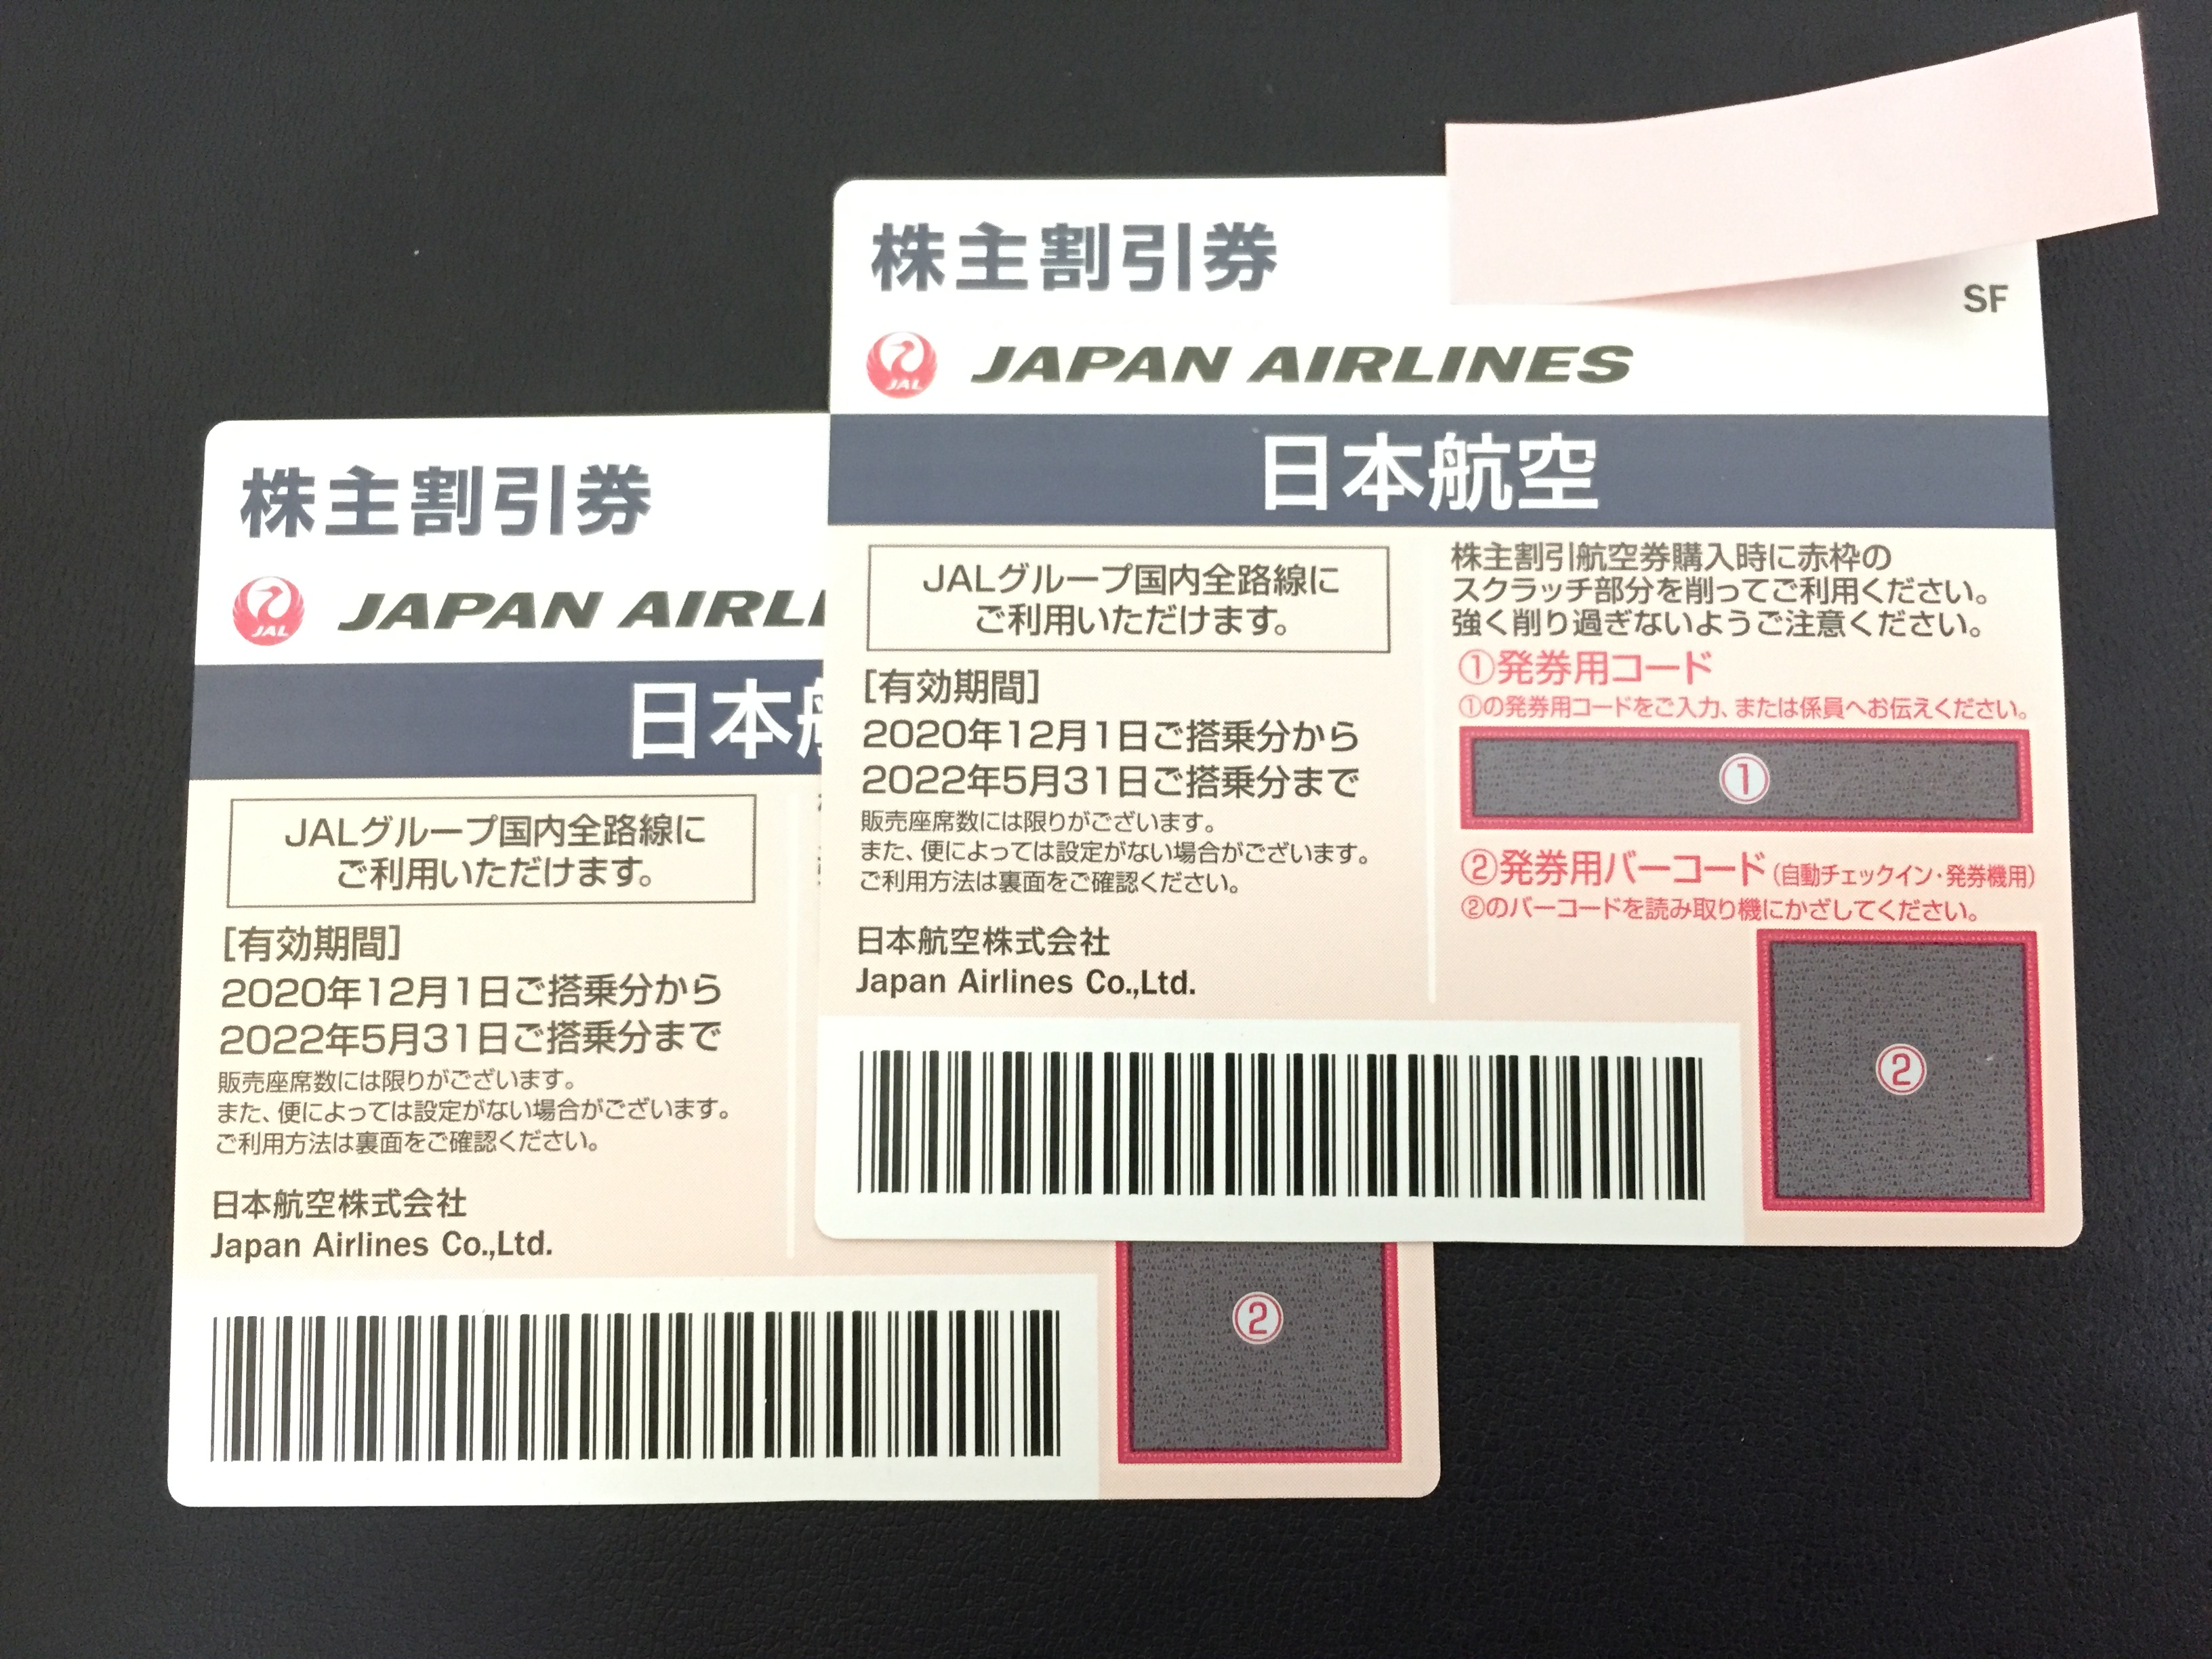 株主割引券
SF
JAL
JAPAN AIRLINES
日本航空
JALグループ国内全路線に
ご利用いただけます。
[有効期間]
2020年12月1日ご搭乗分から
2022年5月31日ご搭乗分まで
販売座席数には限りがございます。
また、便によっては設定がない場合がございます。
ご利用方法は裏面をご確認ください。
日本航空株式会社
Japan Airlines Co.,Ltd.
株主割引航空券購入時に赤枠の
スクラッチ部分を削ってご利用ください。
強く削り過ぎないようご注意ください。
①発券用コード
①の発券用コードをご入力、または係員へお伝えください。
①
②発券用バーコード(自動チェックイン・発券機用)
②のバーコードを読み取り機にかざしてください。
②
株主割引券
JAL
JAPAN AIRL
日本
JALグループ国内全路線に
ご利用いただけます。
[有効期間]
2020年12月1日ご搭乗分から
2022年5月31日ご搭乗分まで
販売座席数には限りがございます。
また、便によっては設定がない場合がございます。
ご利用方法は裏面をご確認ください。
日本航空株式会社
Japan Airlines Co.,Ltd.
②